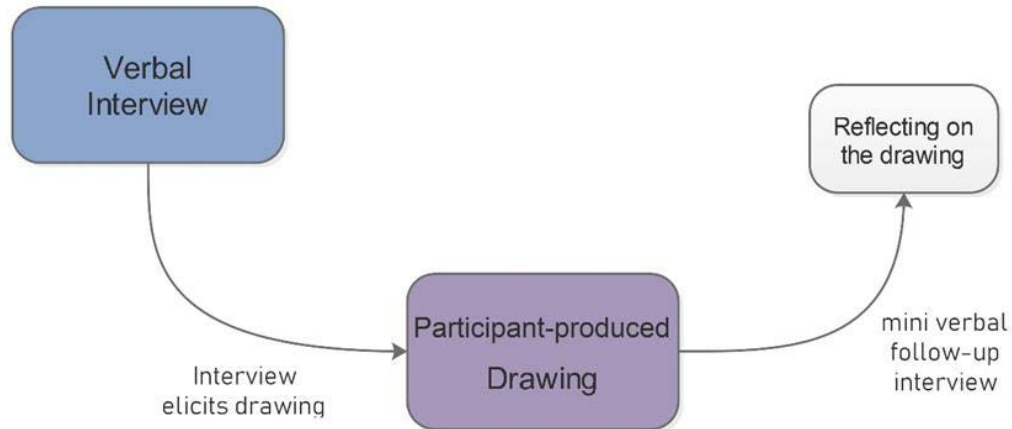 Verbal
Interview
Interview
elicits drawing
Participant-produced
Drawing
mini verbal
follow-up
interview
Reflecting on
the drawing